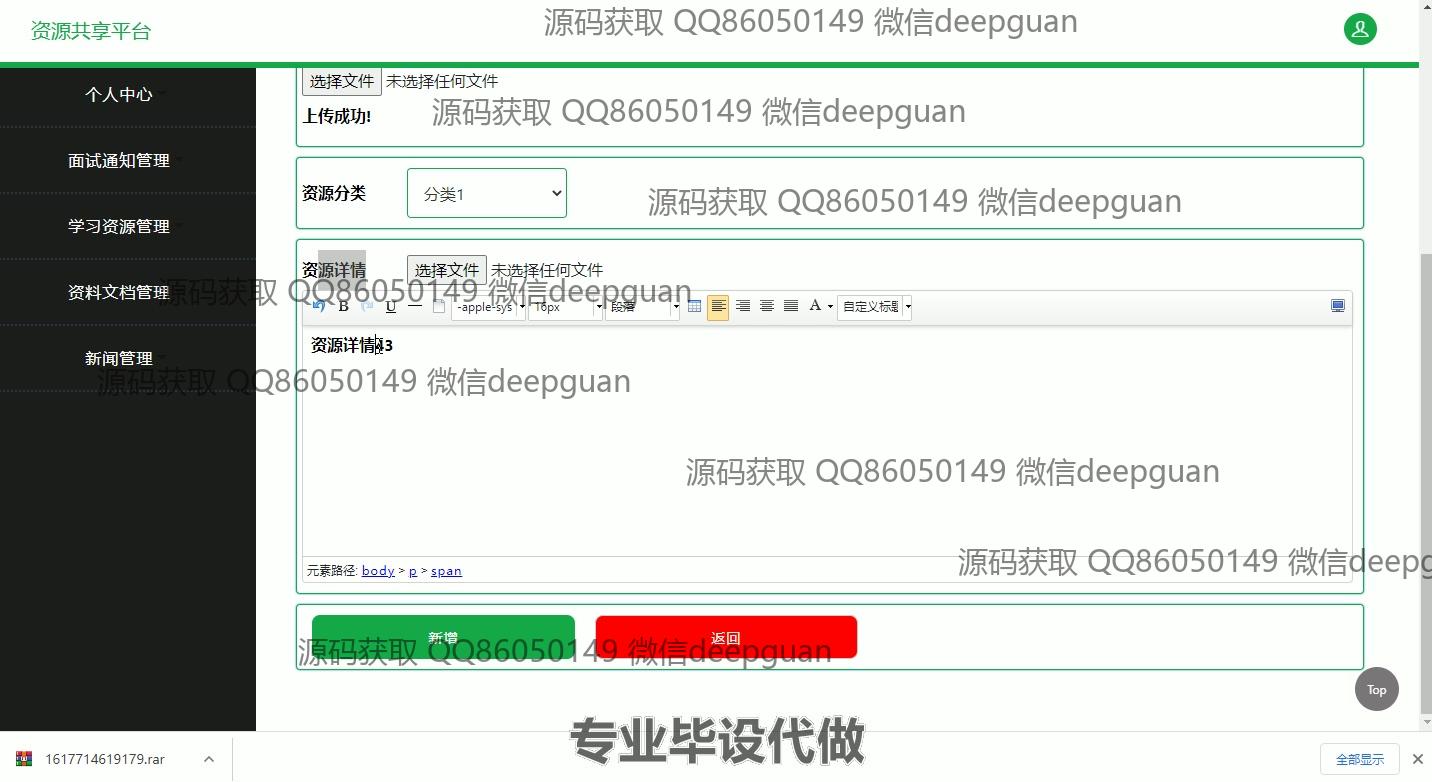 资源共享平台
源码获取 QQ86050149 微信deepguan
个人中心
选择文件 未选择任何文件
上传成功!
源码获取 QQ86050149 微信deepguan
面试通知管理
资源分类
分类1
源码获取 QQ86050149 微信deepguan
学习资源管理
资源详情
选择文件 未选择任何文件
资料文档管理
源码获取 QQ86050149 微信deepguan
B U -apple-sys 16px 段落 A 自定义标题
资源详情
3
新闻管理
源码获取 QQ86050149 微信deepguan
源码获取 QQ86050149 微信deepguan
源码获取 QQ86050149 微信deepg
元素路径: body > p > span
新增
返回
源码获取 QQ86050149 微信deepguan
Top
专业毕设代做
1617714619179.rar
全部显示